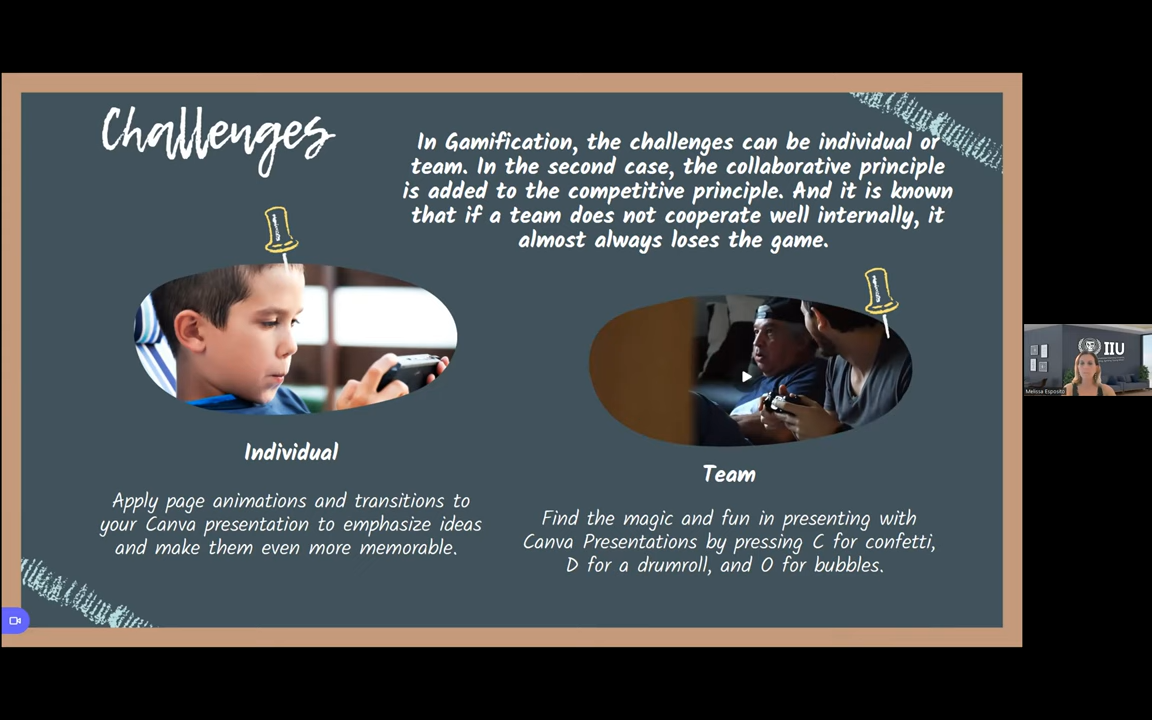 Challenges
In Gamification, the challenges can be individual or
team. In the second case, the collaborative principle
is added to the competitive principle. And it is known
that if a team does not cooperate well internally, it
almost always loses the game.
Individual
Apply page animations and transitions to
your Canva presentation to emphasize ideas
and make them even more memorable.
Team
Find the magic and fun in presenting with
Canva Presentations by pressing C for confetti,
D for a drumroll, and O for bubbles.
IIU
Melissa Esposito